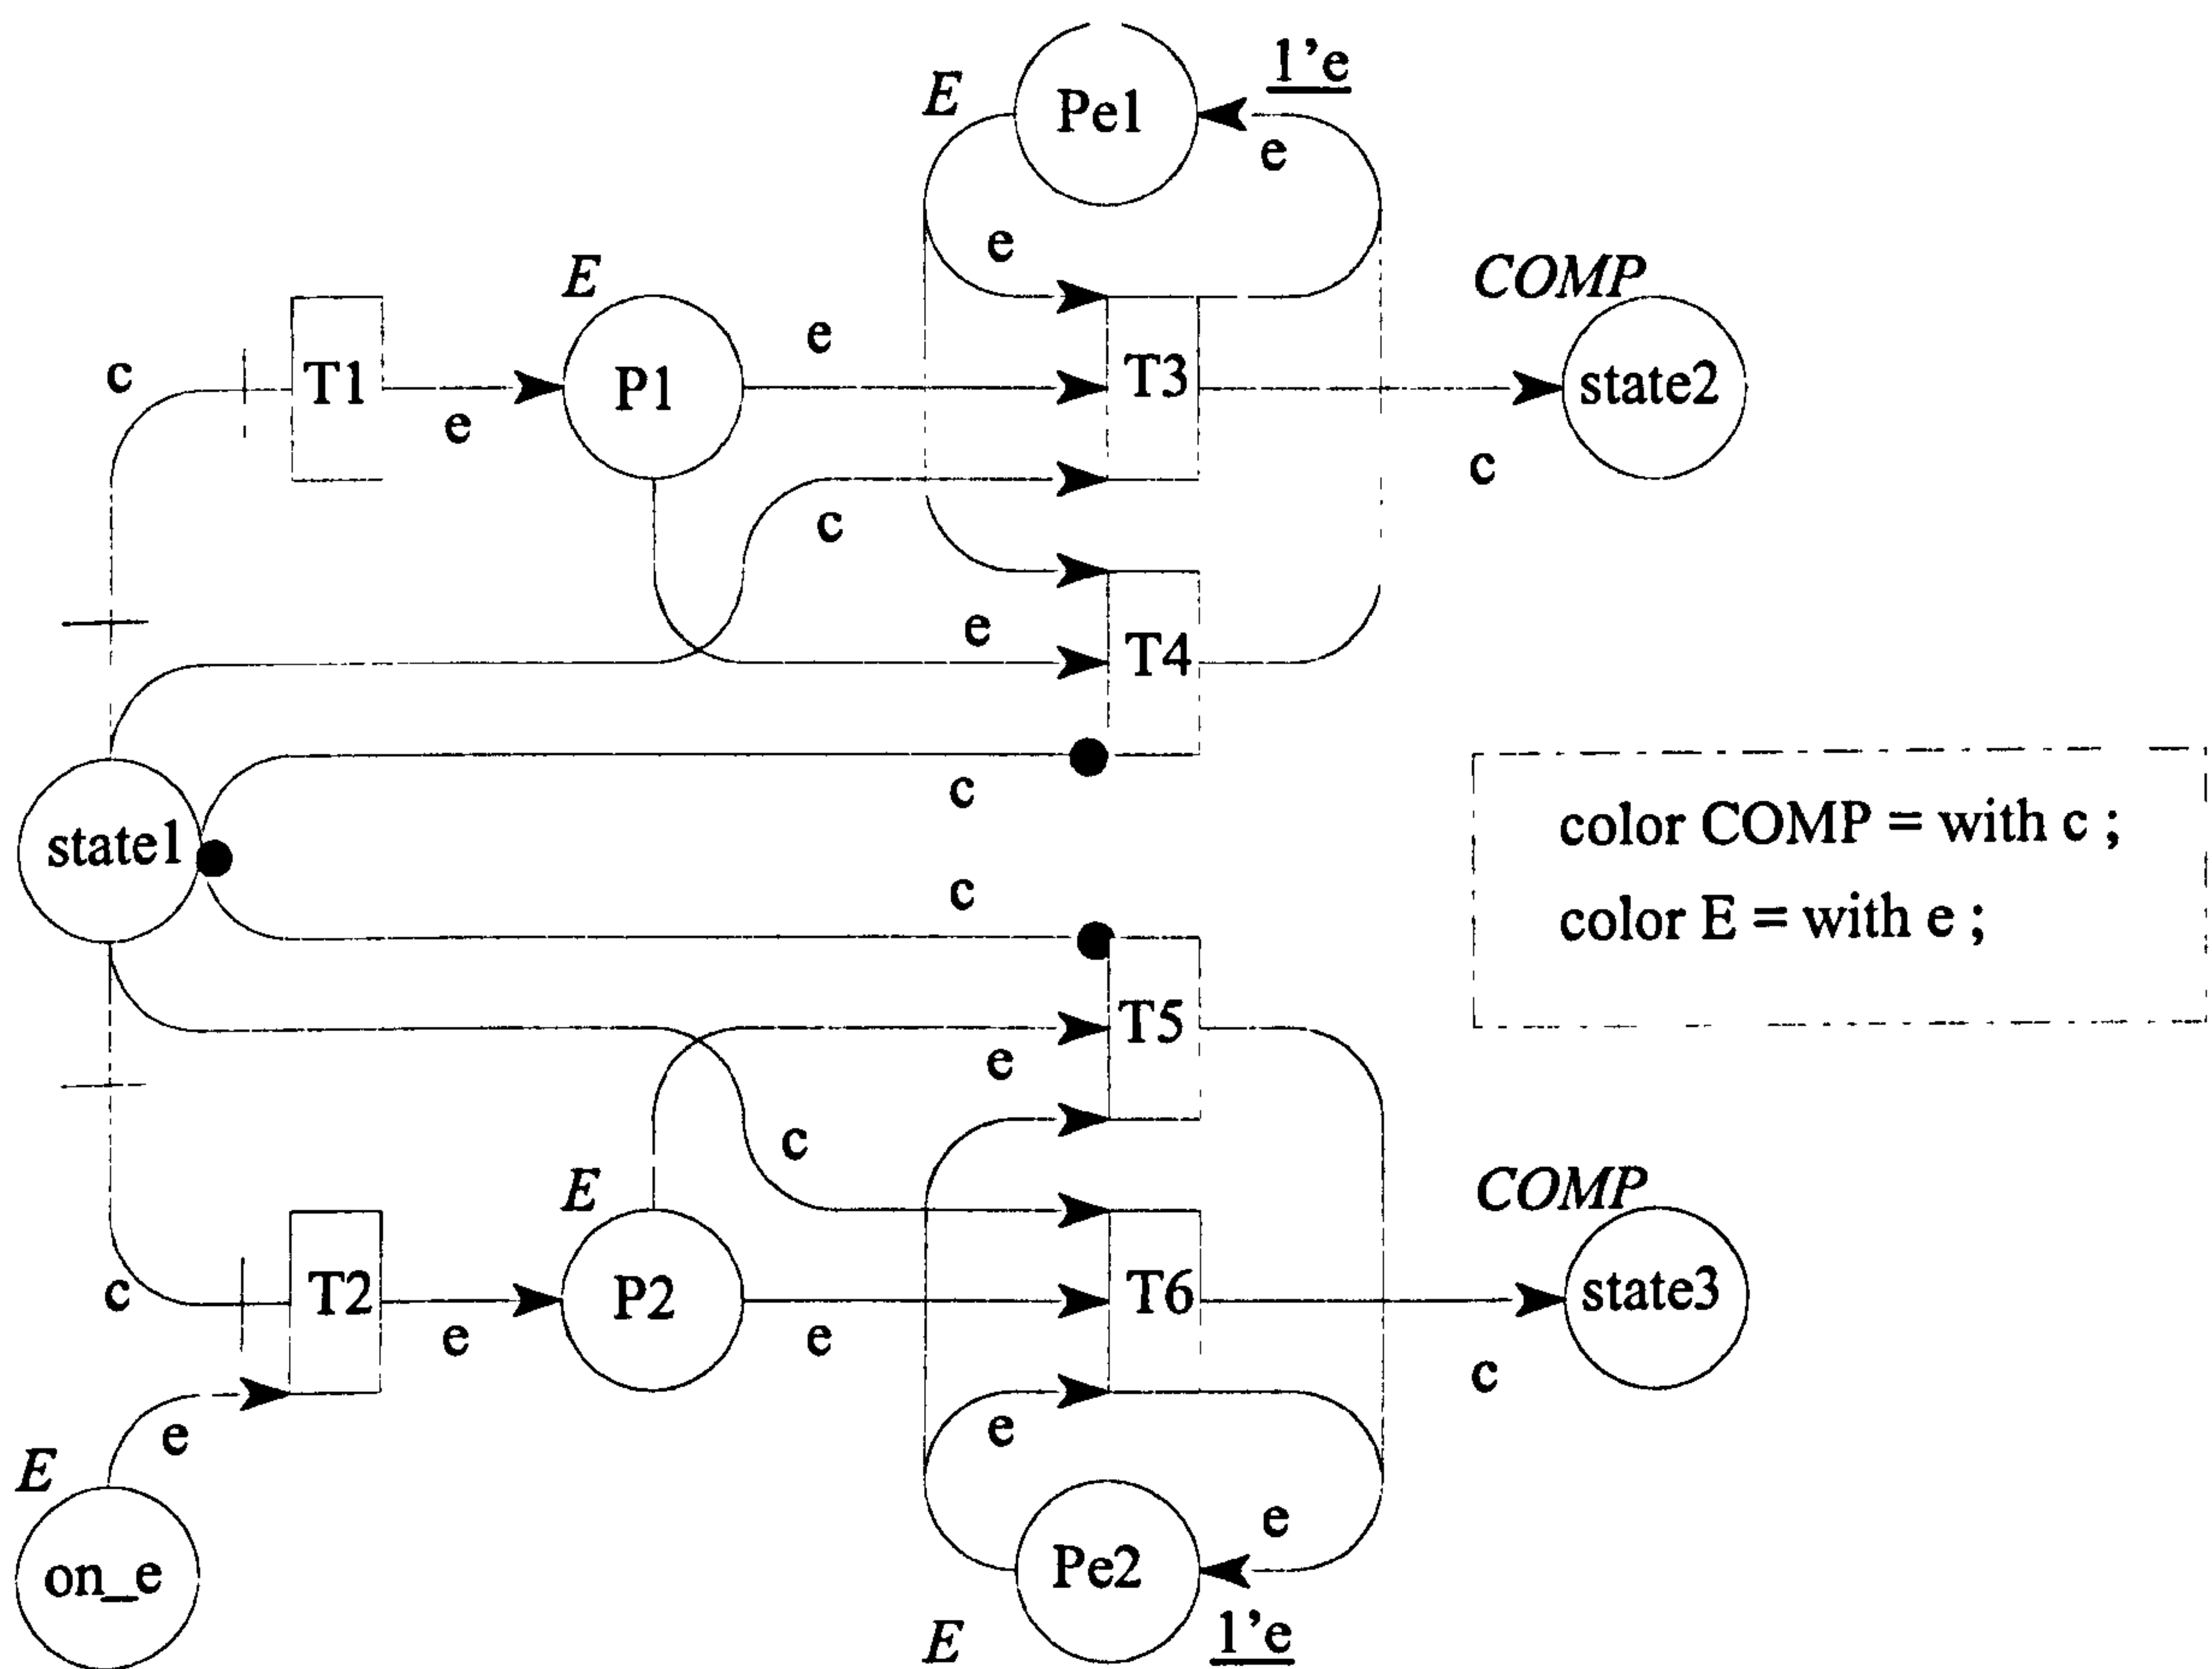 1’e
E
Pe1
e
e
E
COMP
c
T1
e
P1
e
T3
state2
c
c
e
T4
c
state1
color COMP = with c ;
color E = with e ;
c
T5
e
c
E
COMP
c
T2
e
P2
e
T6
state3
c
e
e
E
on_e
e
Pe2
E
1’e